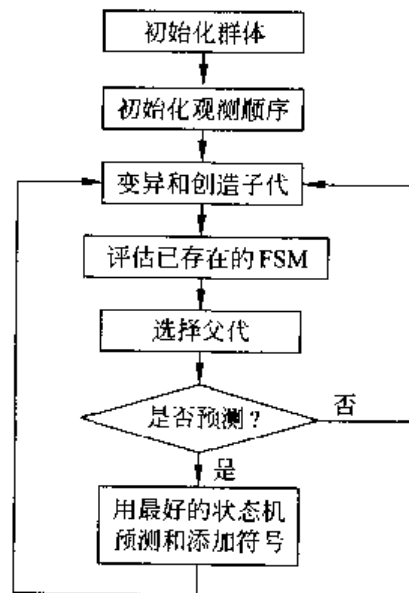 初始化群体
初始化观测顺序
变异和创造子代
评估已存在的FSM
选择父代
是否预测?
否
是
用最好的状态机
预测和添加符号